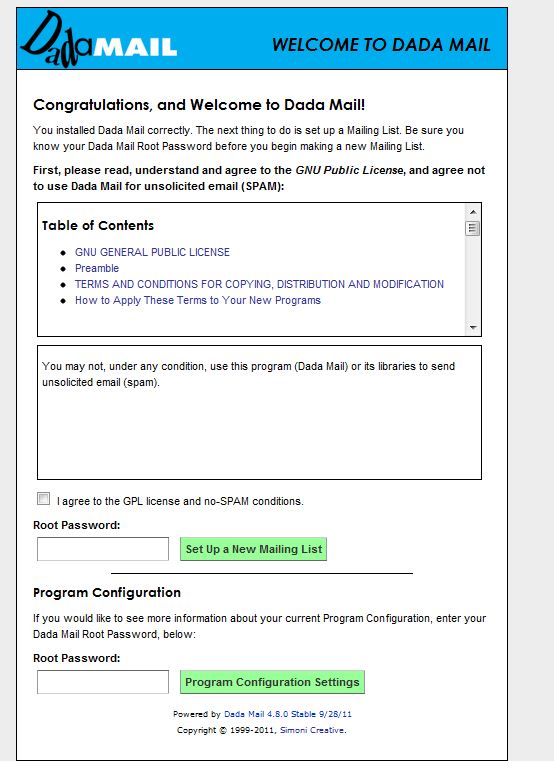 DadaMAIL
WELCOME TO DADA MAIL
Congratulations, and Welcome to Dada Mail!
You installed Dada Mail correctly. The next thing to do is set up a Mailing List. Be sure you
know your Dada Mail Root Password before you begin making a new Mailing List.
First, please read, understand and agree to the GNU Public License, and agree not
to use Dada Mail for unsolicited email (SPAM):
Table of Contents
GNU GENERAL PUBLIC LICENSE
Preamble
TERMS AND CONDITIONS FOR COPYING, DISTRIBUTION AND MODIFICATION
How to Apply These Terms to Your New Programs
You may not, under any condition, use this program (Dada Mail) or its libraries to send
unsolicited email (spam).
I agree to the GPL license and no-SPAM conditions.
Root Password:
Set Up a New Mailing List
Program Configuration
If you would like to see more information about your current Program Configuration, enter your
Dada Mail Root Password, below:
Root Password:
Program Configuration Settings
Powered by Dada Mail 4.8.0 Stable 9/28/11
Copyright © 1999-2011, Simoni Creative.